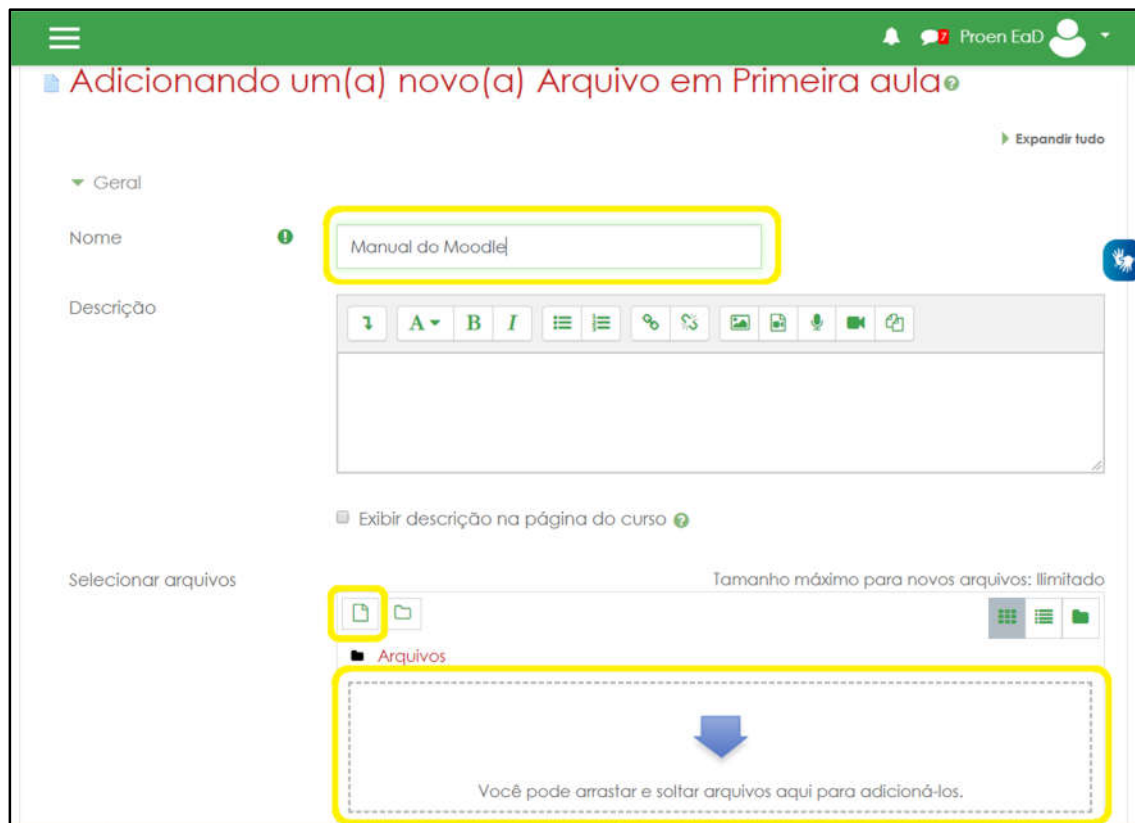 7 Proen EaD
Adicionando um(a) novo(a) Arquivo em Primeira aula
Expandir tudo
Geral
Nome
Manual do Moodle
Descrição
A B I
Exibir descrição na página do curso
Selecionar arquivos
Tamanho máximo para novos arquivos: Ilimitado
Arquivos
Você pode arrastar e soltar arquivos aqui para adicioná-los.